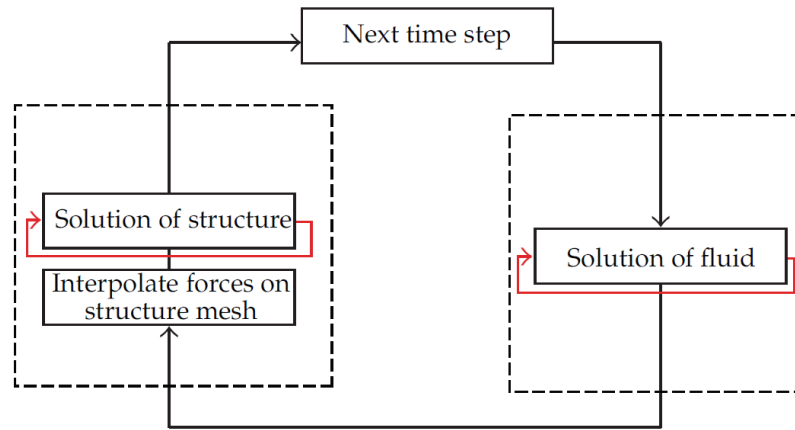 Next time step
Solution of structure
Interpolate forces on
structure mesh
Solution of fluid